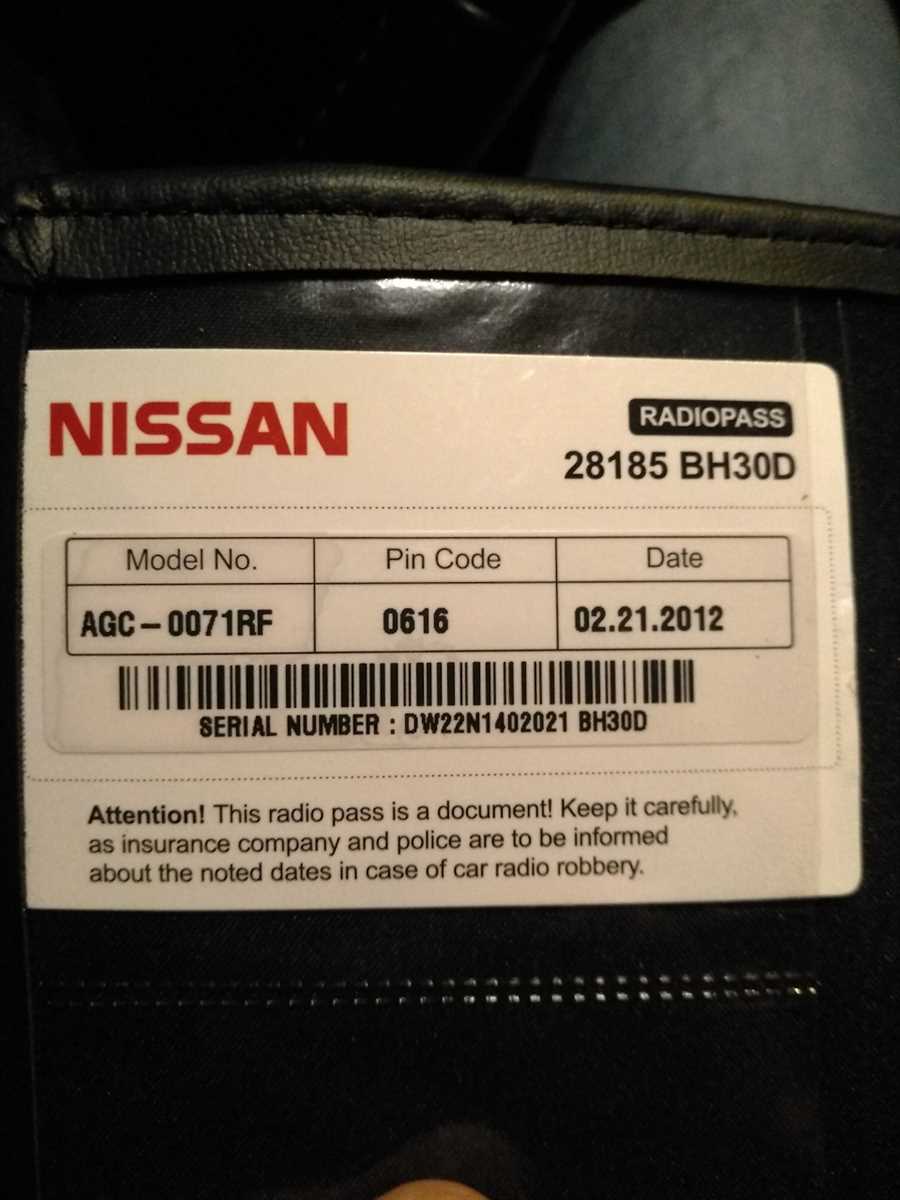 NISSAN
RADIOPASS
28185 BH30D
Model No. Pin Code Date
AGC-0071RF 0616 02.21.2012
SERIAL NUMBER : DW22N1402021 BH30D
Attention! This radio pass is a document! Keep it carefully,
as insurance company and police are to be informed
about the noted dates in case of car radio robbery.